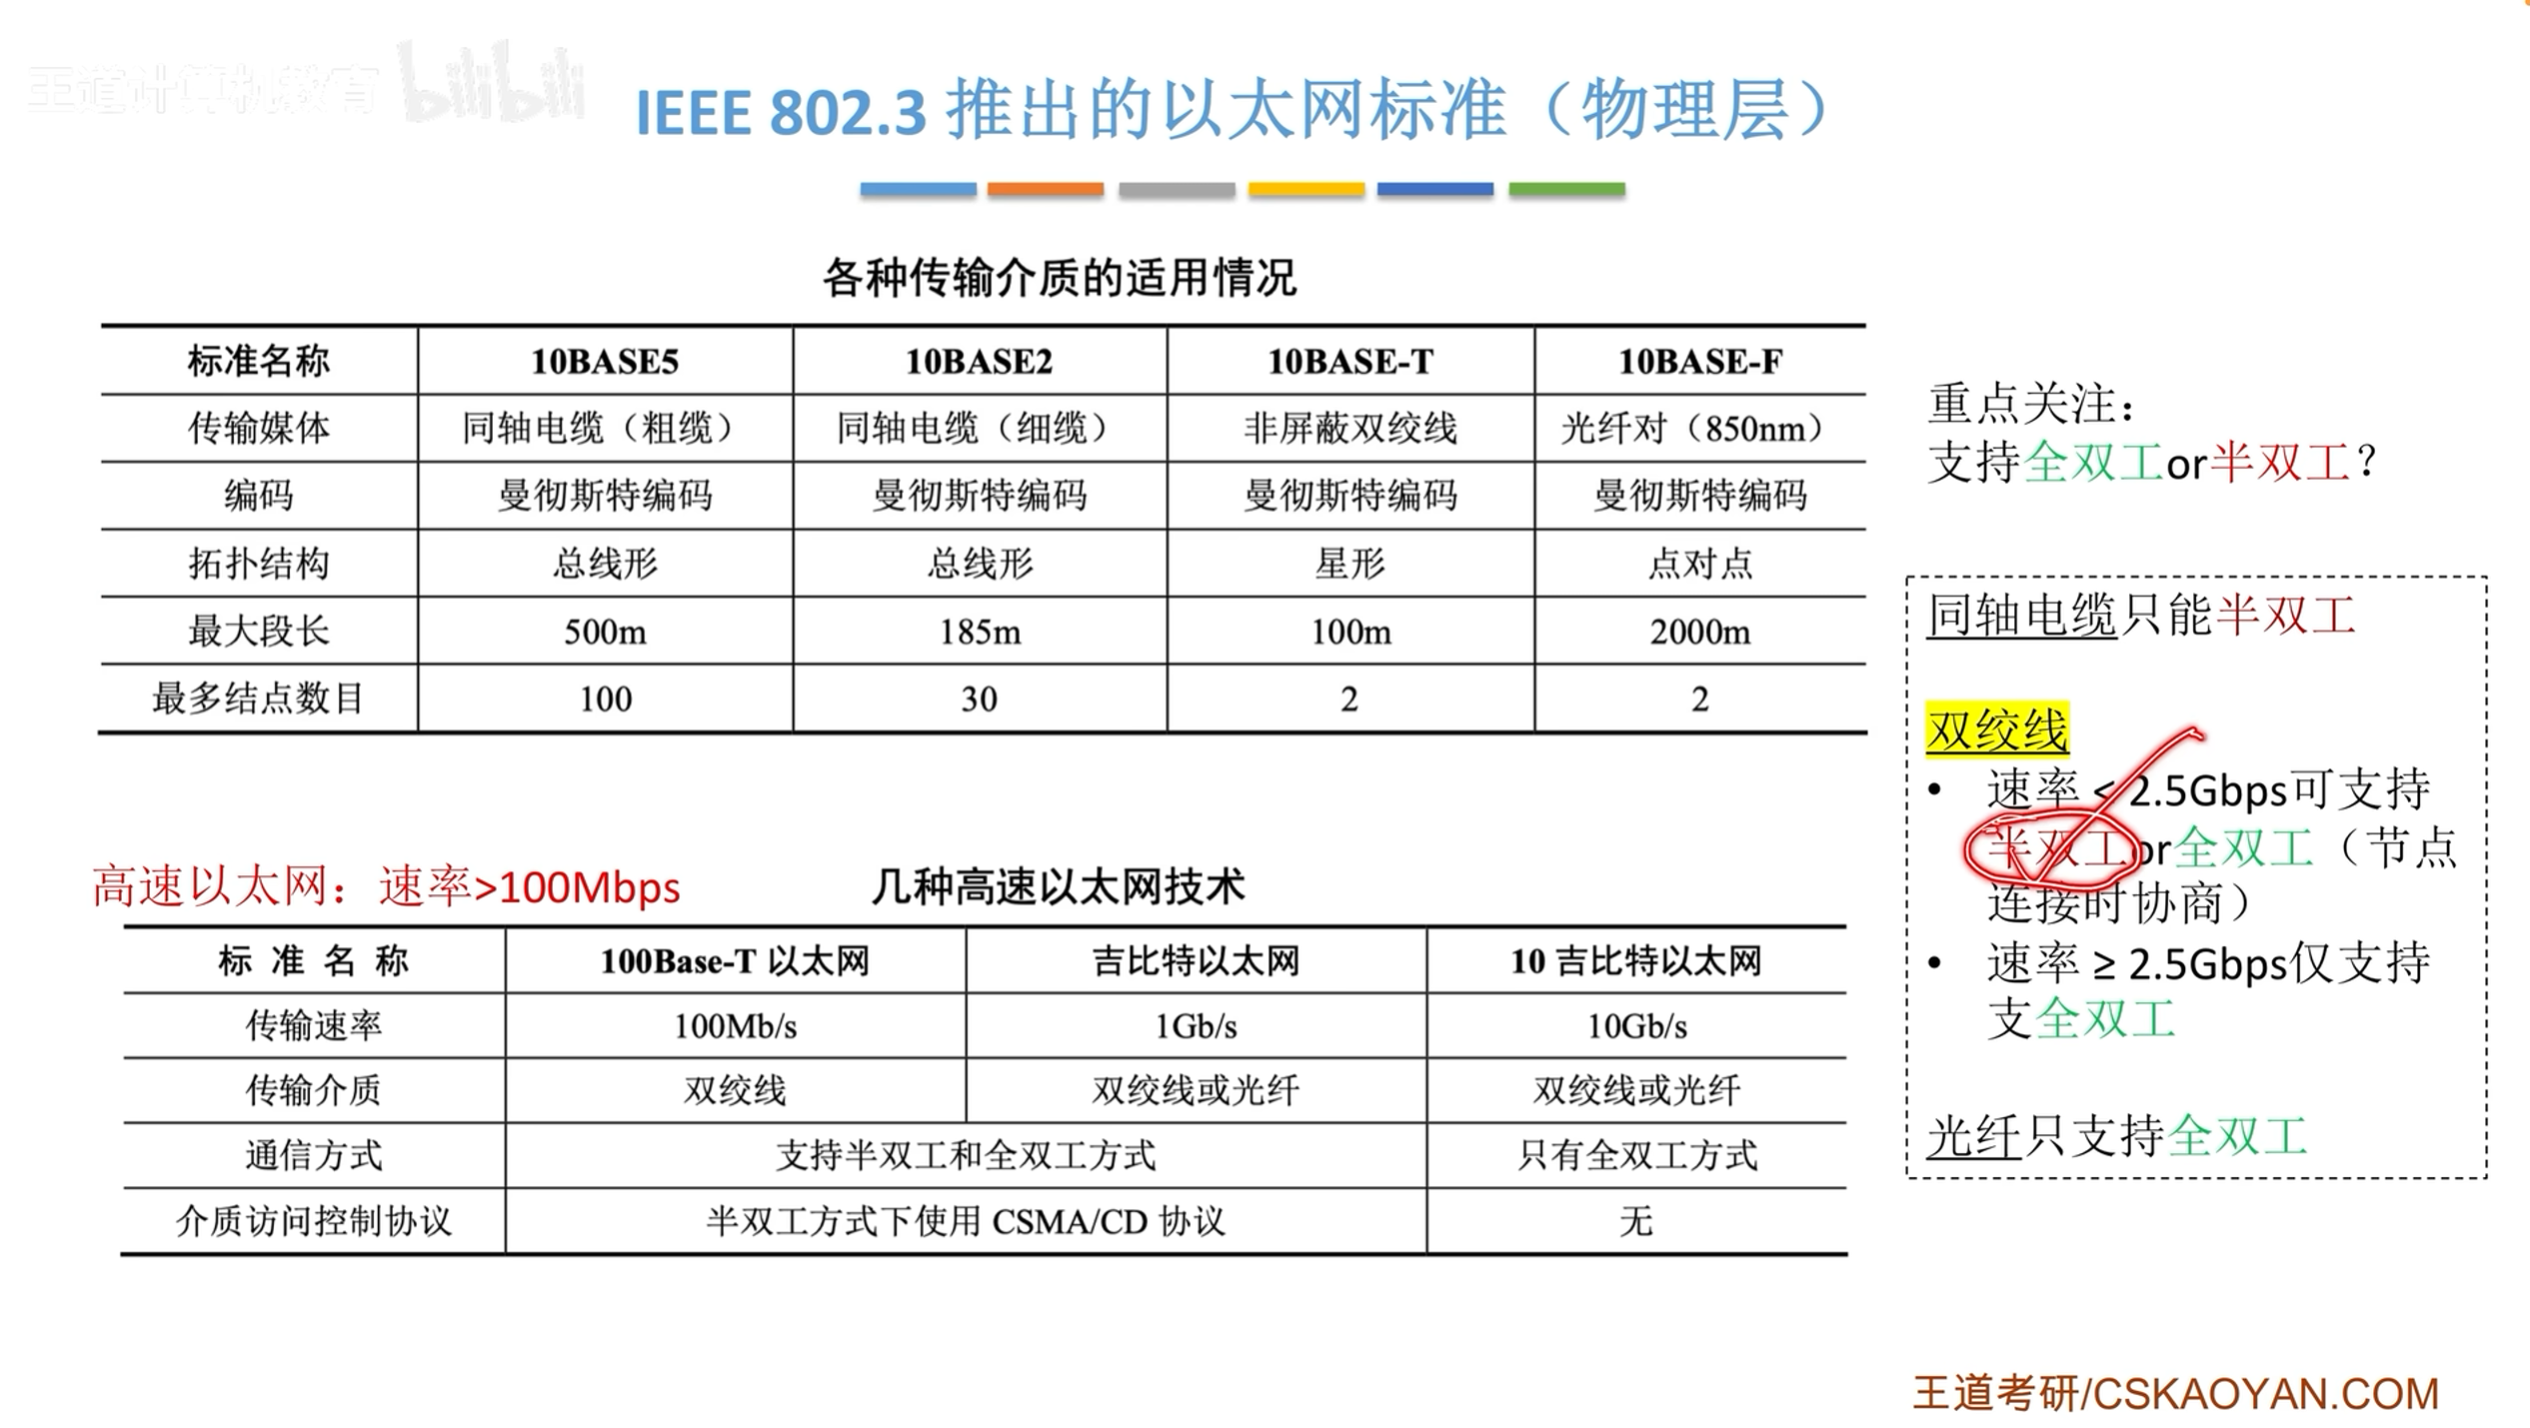 王道计算机教育 bilibili
IEEE 802.3 推出的以太网标准（物理层）
各种传输介质的适用情况
标准名称 10BASE5 10BASE2 10BASE-T 10BASE-F
传输媒体 同轴电缆（粗缆） 同轴电缆（细缆） 非屏蔽双绞线 光纤对（850nm）
编码 曼彻斯特编码 曼彻斯特编码 曼彻斯特编码 曼彻斯特编码
拓扑结构 总线形 总线形 星形 点对点
最大段长 500m 185m 100m 2000m
最多结点数目 100 30 2 2
重点关注：
支持全双工or半双工？
同轴电缆只能半双工
双绞线
• 速率 < 2.5Gbps可支持
半双工or全双工（节点
连接时协商）
• 速率 ≥ 2.5Gbps仅支持
支全双工
光纤只支持全双工
高速以太网：速率>100Mbps
几种高速以太网技术
标准名称 100Base-T 以太网 吉比特以太网 10 吉比特以太网
传输速率 100Mb/s 1Gb/s 10Gb/s
传输介质 双绞线 双绞线或光纤 双绞线或光纤
通信方式 支持半双工和全双工方式 只有全双工方式
介质访问控制协议 半双工方式下使用 CSMA/CD 协议 无
王道考研/CSKAOYAN.COM